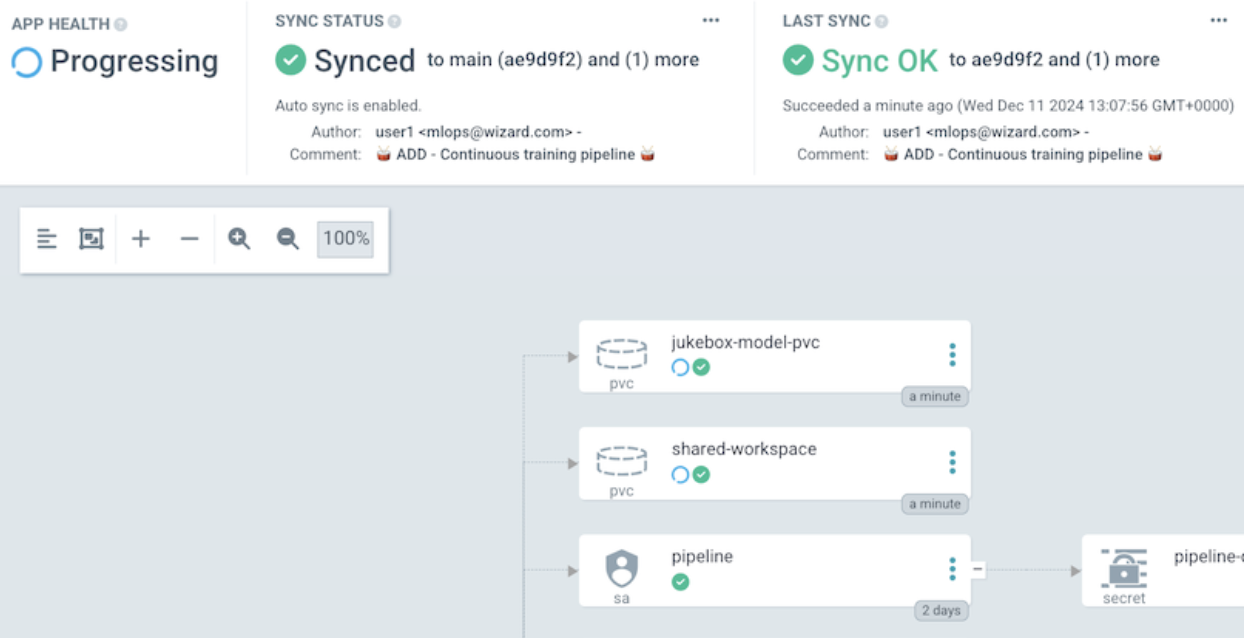 APP HEALTH
Progressing
SYNC STATUS
Synced to main (ae9d9f2) and (1) more
Auto sync is enabled.
Author: user1 <mlops@wizard.com> -
Comment: 🥁 ADD - Continuous training pipeline 🥁
LAST SYNC
Sync OK to ae9d9f2 and (1) more
Succeeded a minute ago (Wed Dec 11 2024 13:07:56 GMT+0000)
Author: user1 <mlops@wizard.com> -
Comment: 🥁 ADD - Continuous training pipeline 🥁
100%
jukebox-model-pvc
pvc
a minute
shared-workspace
pvc
a minute
pipeline
sa
2 days
pipeline-
secret